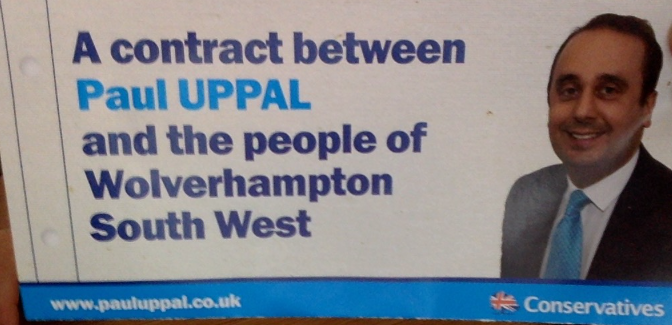 A contract between
Paul UPPAL
and the people of
Wolverhampton
South West
www.pauluppal.co.uk
Conservatives